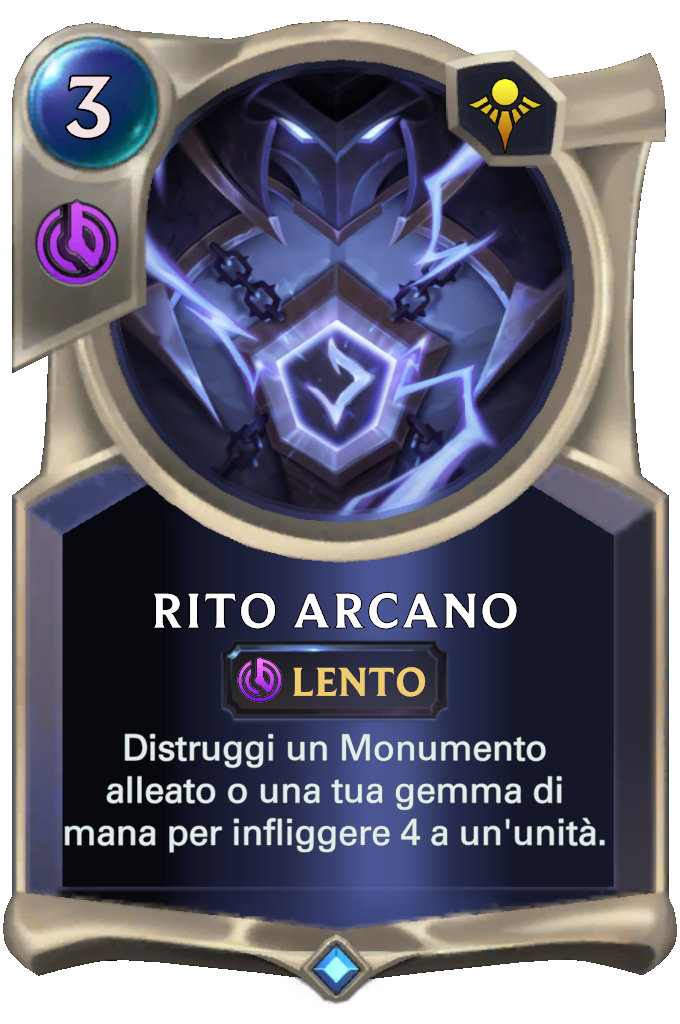 3
RITO ARCANO
LENTO
Distruggi un Monumento
alleato o una tua gemma di
mana per infliggere 4 a un'unità.